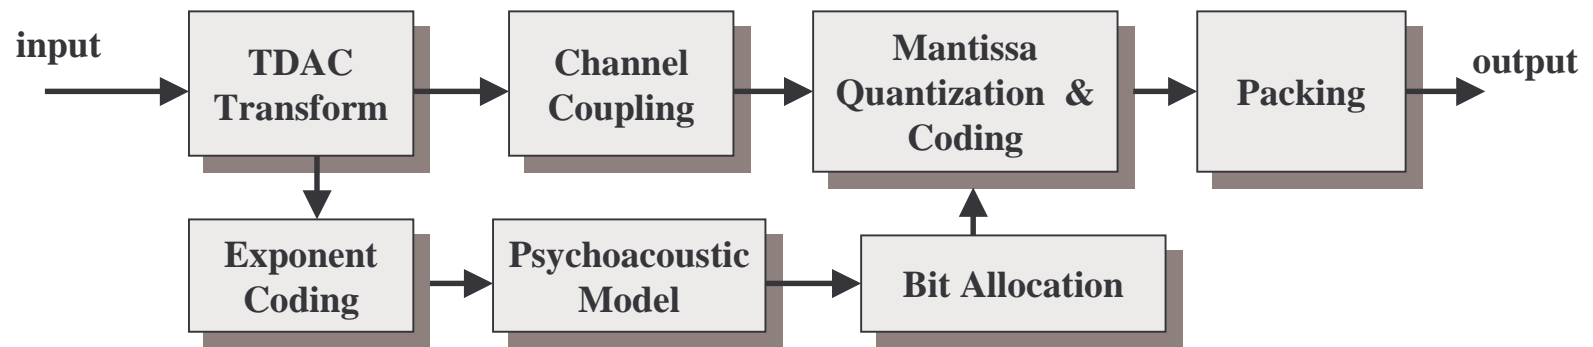 input
TDAC
Transform
Channel
Coupling
Mantissa
Quantization &
Coding
Packing
output
Exponent
Coding
Psychoacoustic
Model
Bit Allocation